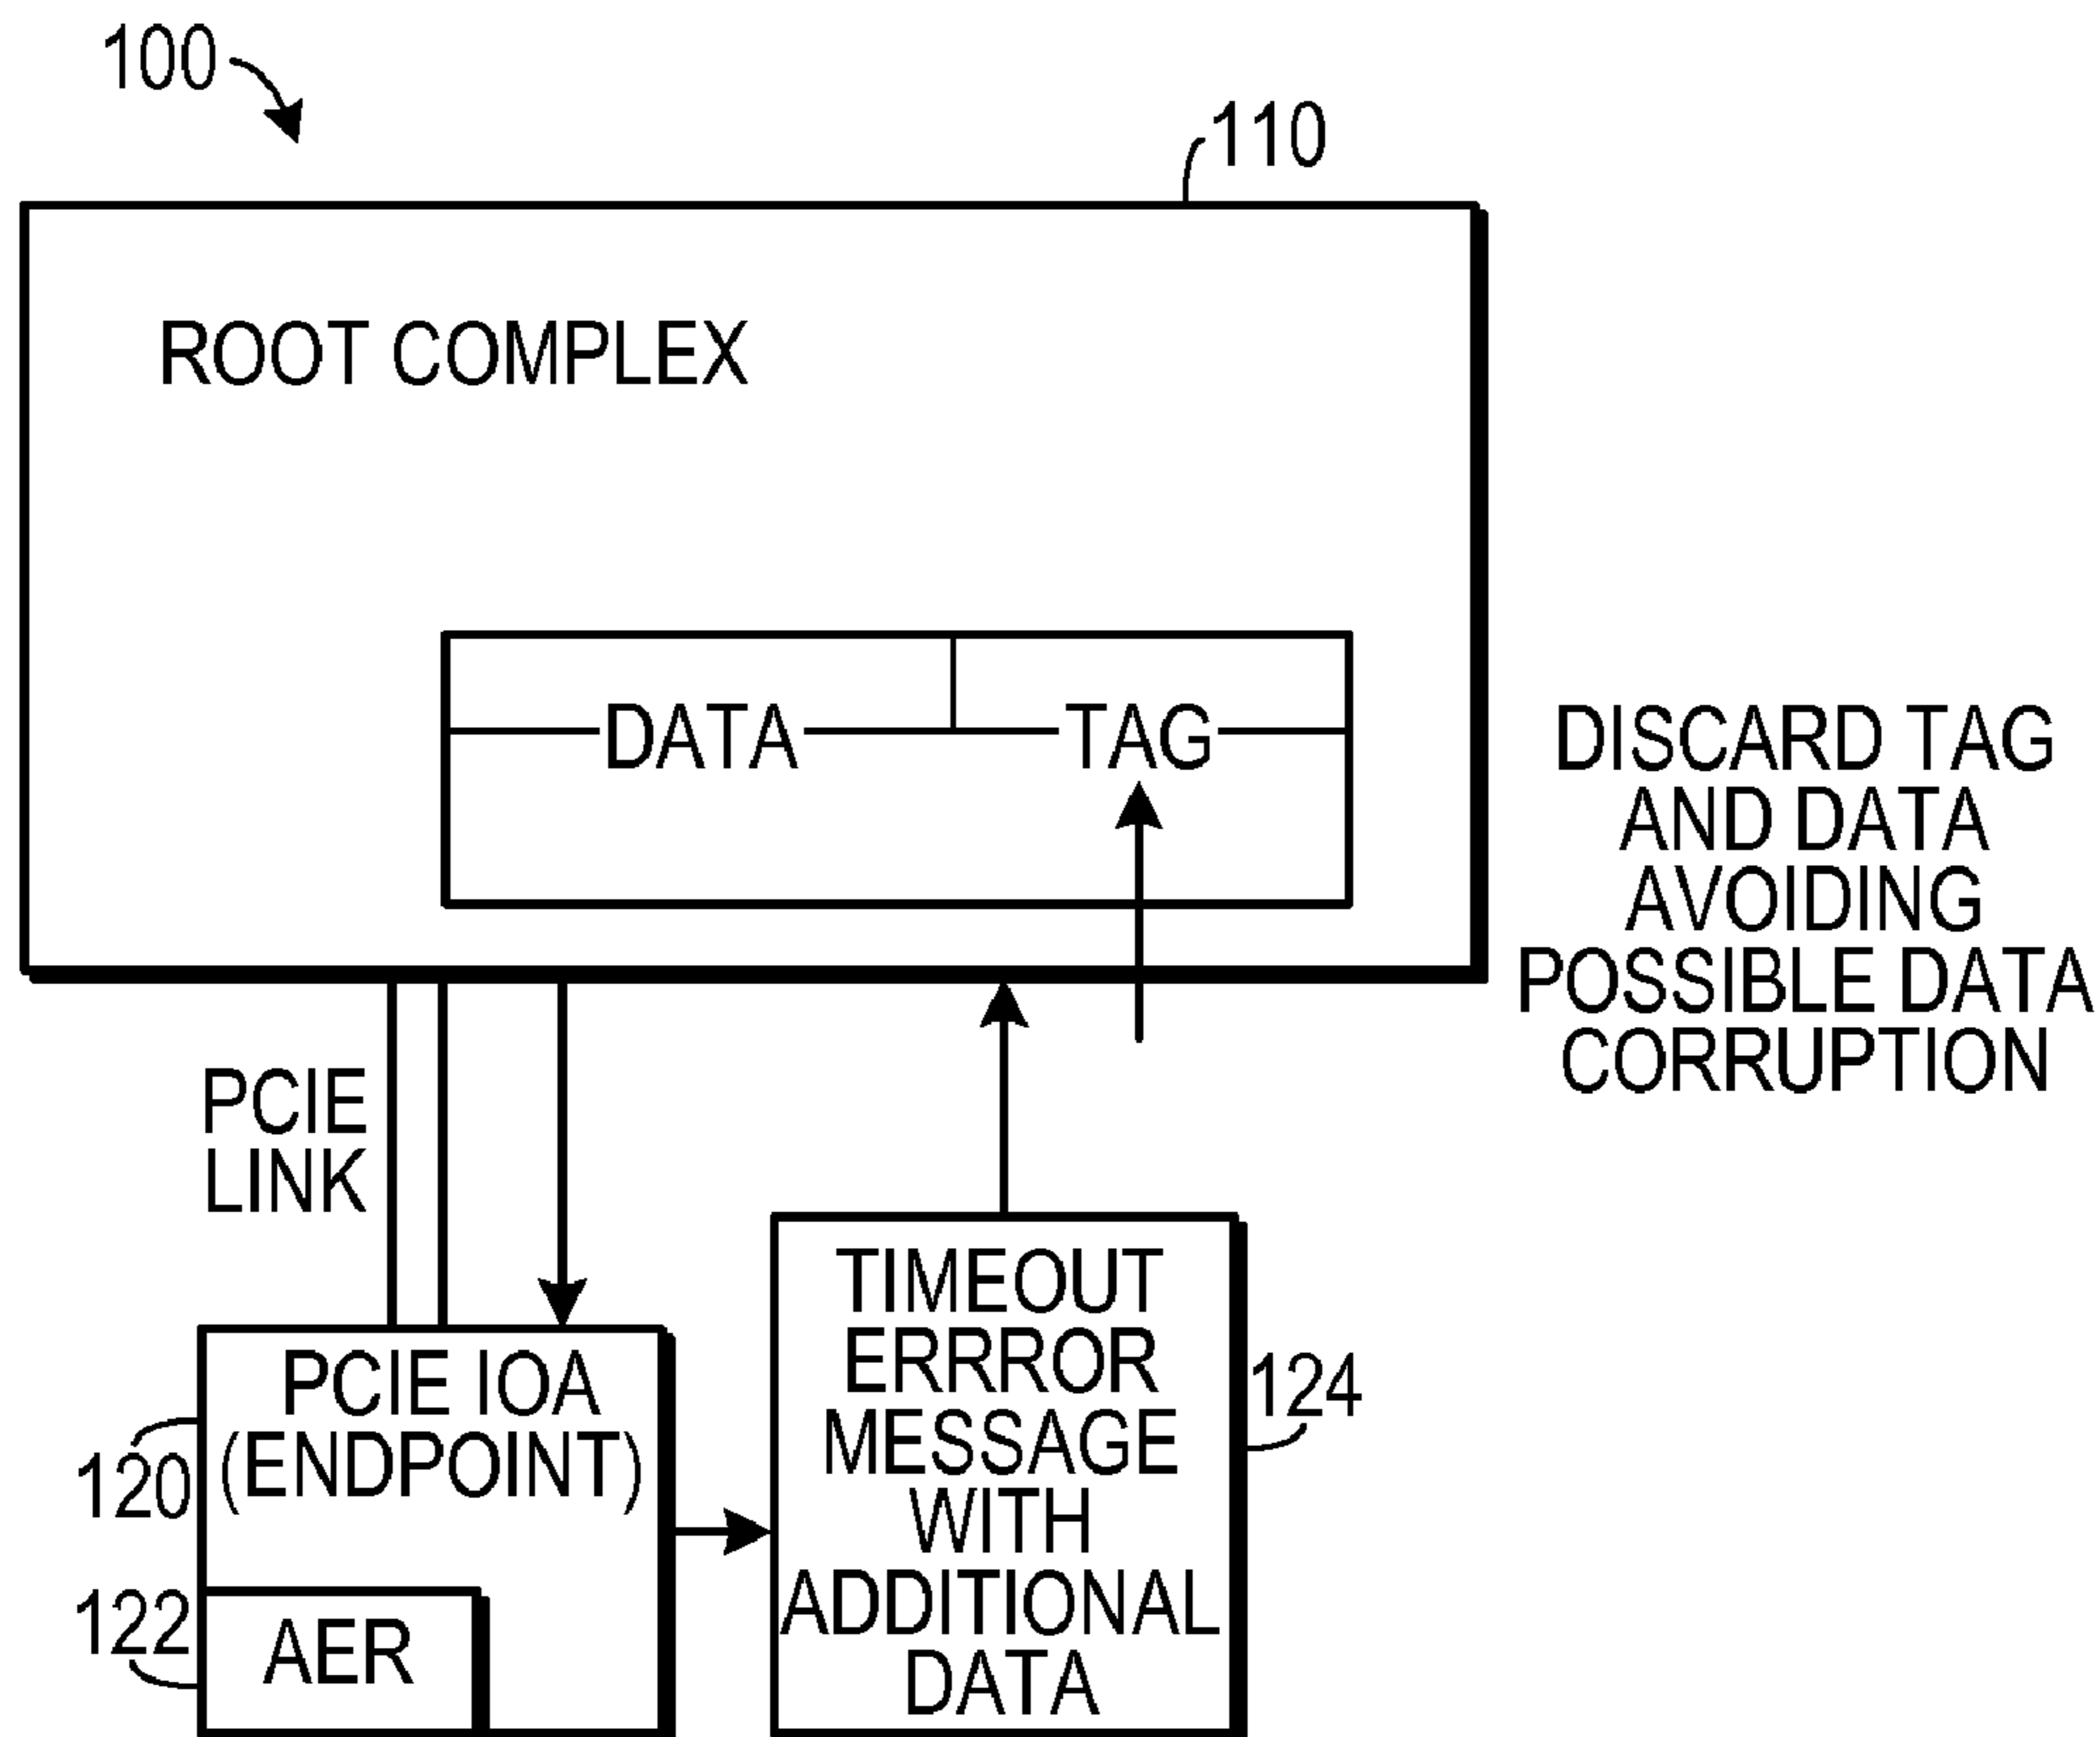 100
110
ROOT COMPLEX
DATA
TAG
DISCARD TAG
AND DATA
AVOIDING
POSSIBLE DATA
CORRUPTION
PCIE
LINK
PCIE IOA
(ENDPOINT)
120
122
AER
TIMEOUT
ERRROR
MESSAGE
WITH
ADDITIONAL
DATA
124